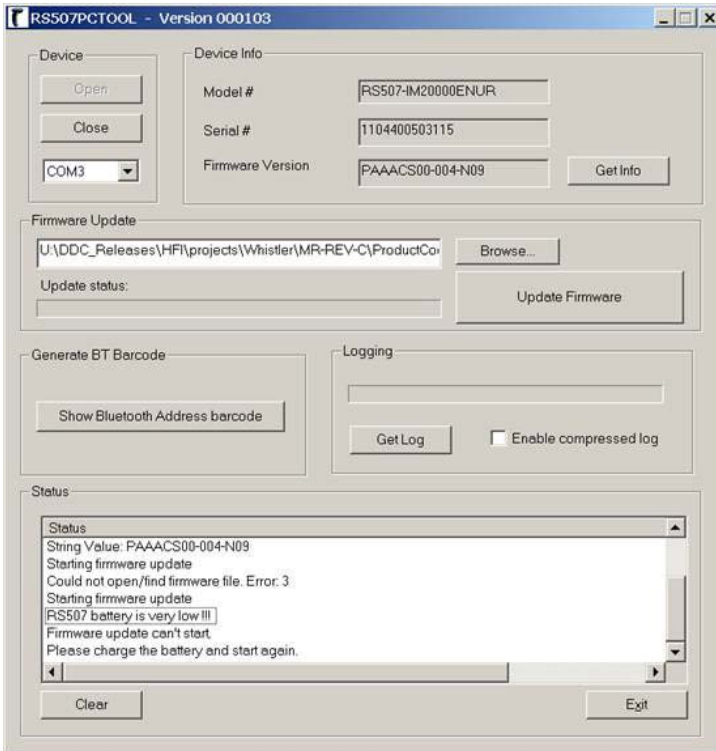 RS507PCTOOL - Version 000103
Device
Open
Close
COM3
Device Info
Model #
RS507-IM20000ENUR
Serial #
1104400503115
Firmware Version
PAAACS00-004-N09
Get Info
Firmware Update
U:\DDC_Releases\HFI\projects\Whistler\MR-REV-C\ProductCo
Browse...
Update status:
Update Firmware
Generate BT Barcode
Show Bluetooth Address barcode
Logging
Get Log
Enable compressed log
Status
Status
String Value: PAAACS00-004-N09
Starting firmware update
Could not open/find firmware file. Error: 3
Starting firmware update
RS507 battery is very low !!!
Firmware update can't start,
Please charge the battery and start again.
Clear
Exit